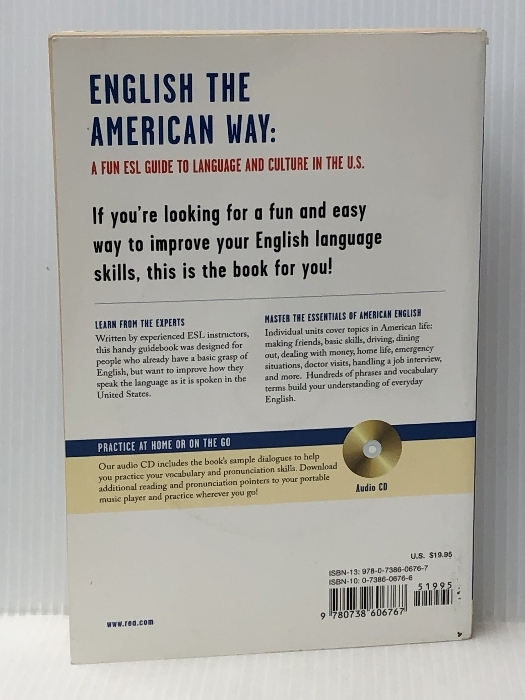 ENGLISH THE
AMERICAN WAY:
A FUN ESL GUIDE TO LANGUAGE AND CULTURE IN THE U.S.
If you're looking for a fun and easy
way to improve your English language
skills, this is the book for you!
LEARN FROM THE EXPERTS
Written by experienced ESL instructors,
this handy guidebook was designed for
people who already have a basic grasp of
English, but want to improve how they
speak the language as it is spoken in the
United States.
MASTER THE ESSENTIALS OF AMERICAN ENGLISH
Individual units cover topics in American life:
making friends, basic skills, driving, dining
out, dealing with money, home life, emergency
situations, doctor visits, handling a job interview,
and more. Hundreds of phrases and vocabulary
terms build your understanding of everyday
English.
PRACTICE AT HOME OR ON THE GO
Our audio CD includes the book's sample dialogues to help
you practice your vocabulary and pronunciation skills. Download
additional reading and pronunciation pointers to your portable
music player and practice wherever you go!
Audio CD
U.S. $19.95
ISBN-13: 978-0-7386-0676-7
ISBN-10: 0-7386-0676-6
51995
9 780738 606767
www.rea.com